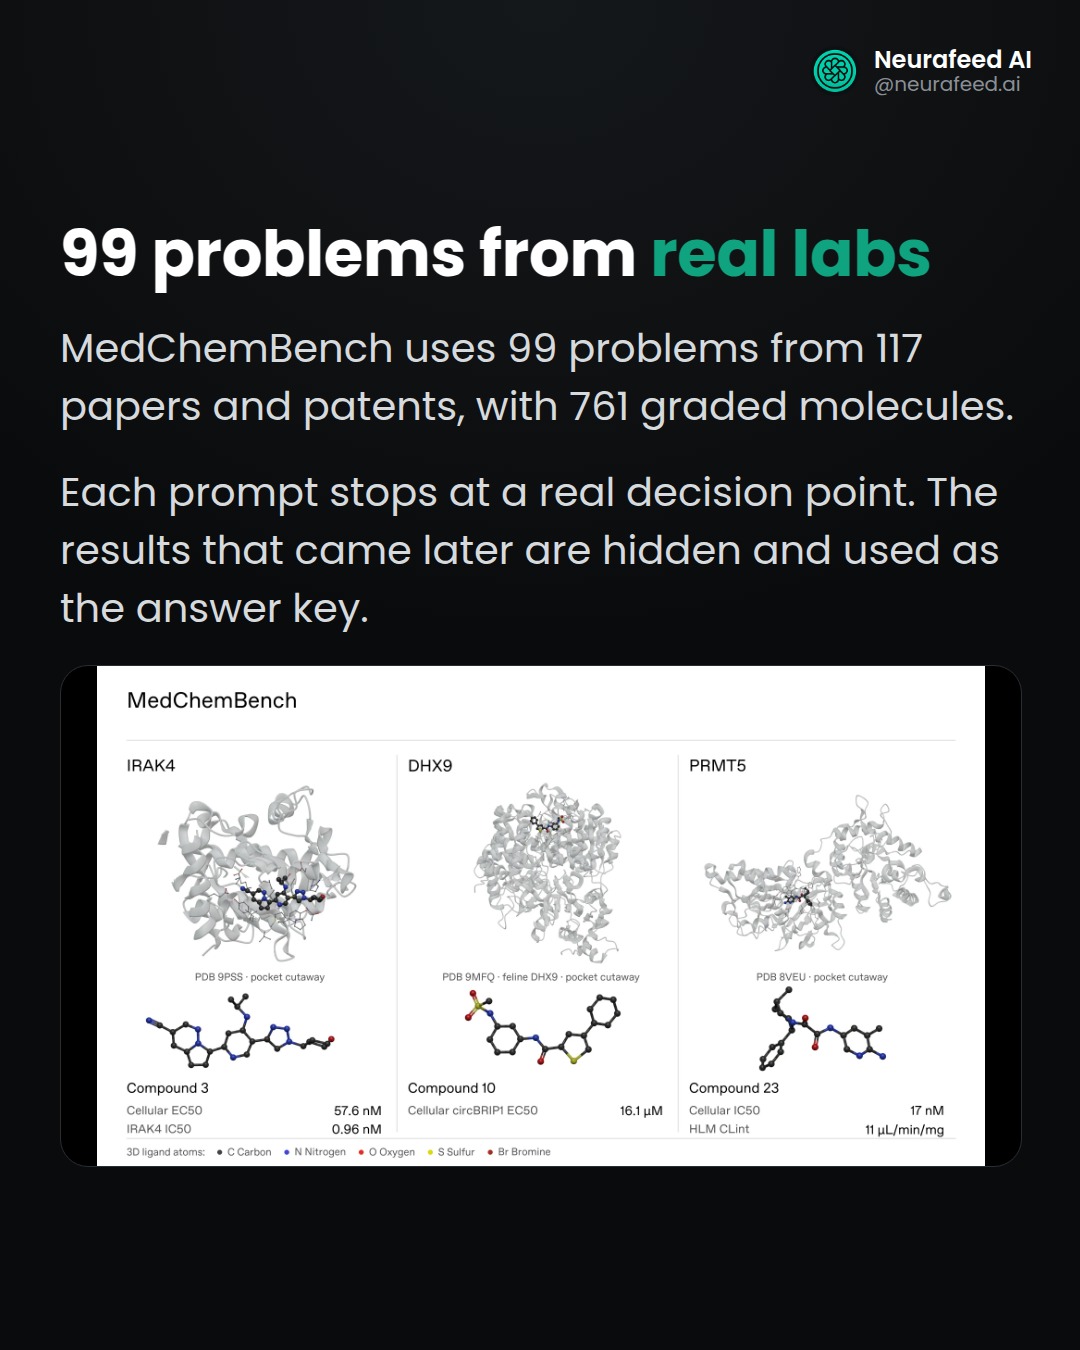 Neurafeed AI
@neurafeed.ai
99 problems from real labs
MedChemBench uses 99 problems from 117
papers and patents, with 761 graded molecules.
Each prompt stops at a real decision point. The
results that came later are hidden and used as
the answer key.
MedChemBench
IRAK4
PDB 9PSS · pocket cutaway
Compound 3
Cellular EC50 57.6 nM
IRAK4 IC50 0.96 nM
DHX9
PDB 9MFQ · feline DHX9 · pocket cutaway
Compound 10
Cellular circBRIP1 EC50 16.1 µM
PRMT5
PDB 8VEU · pocket cutaway
Compound 23
Cellular IC50 17 nM
HLM CLint 11 µL/min/mg
3D ligand atoms: C Carbon N Nitrogen O Oxygen S Sulfur Br Bromine